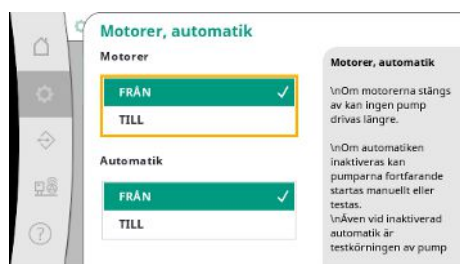 Motorer, automatik
Motorer
FRÅN
TILL
Automatik
FRÅN
TILL
Motorer, automatik
\nOm motorerna stängs
av kan ingen pump
drivas längre.
\nOm automatiken
inaktiveras kan
pumparna fortfarande
startas manuellt eller
testas.
\nÄven vid inaktiverad
automatik är
testkörningen av pump